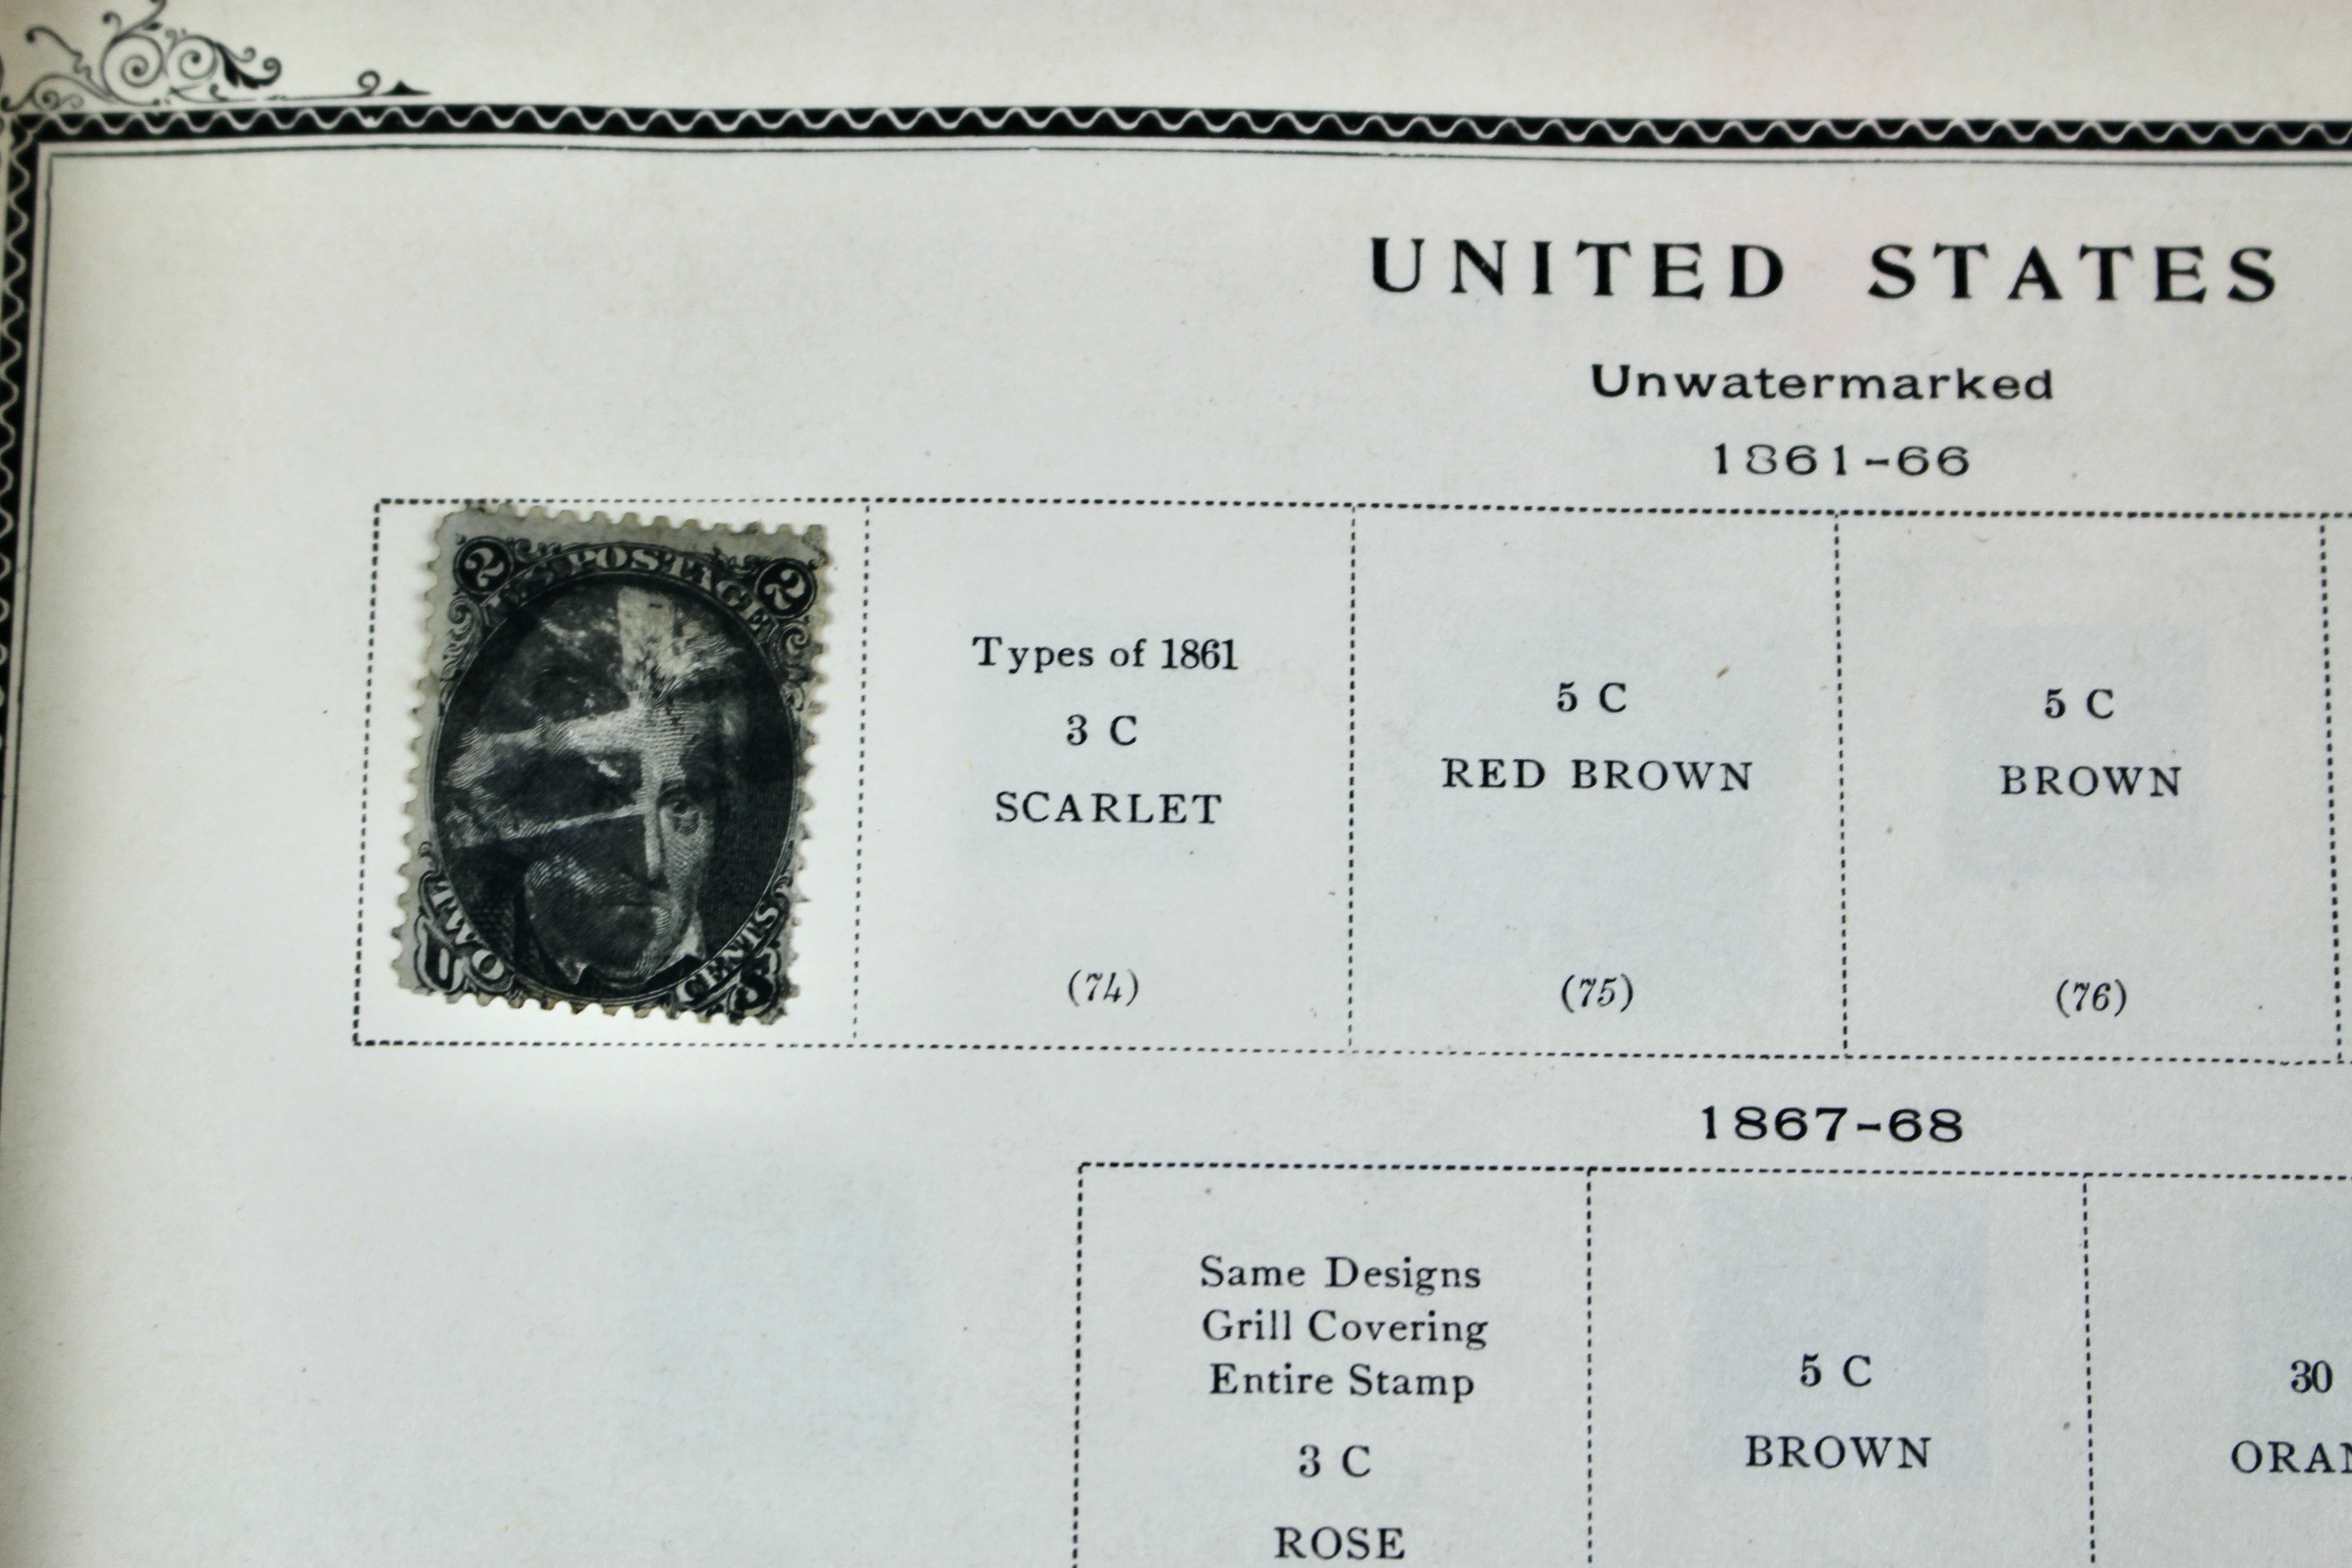 UNITED STATES
Unwatermarked
1861-66
2 U.S. POSTAGE 2
TWO CENTS
U S
Types of 1861
3 C
SCARLET
(74)
5 C
RED BROWN
(75)
5 C
BROWN
(76)
1867-68
Same Designs
Grill Covering
Entire Stamp
3 C
ROSE
5 C
BROWN
30
ORAN